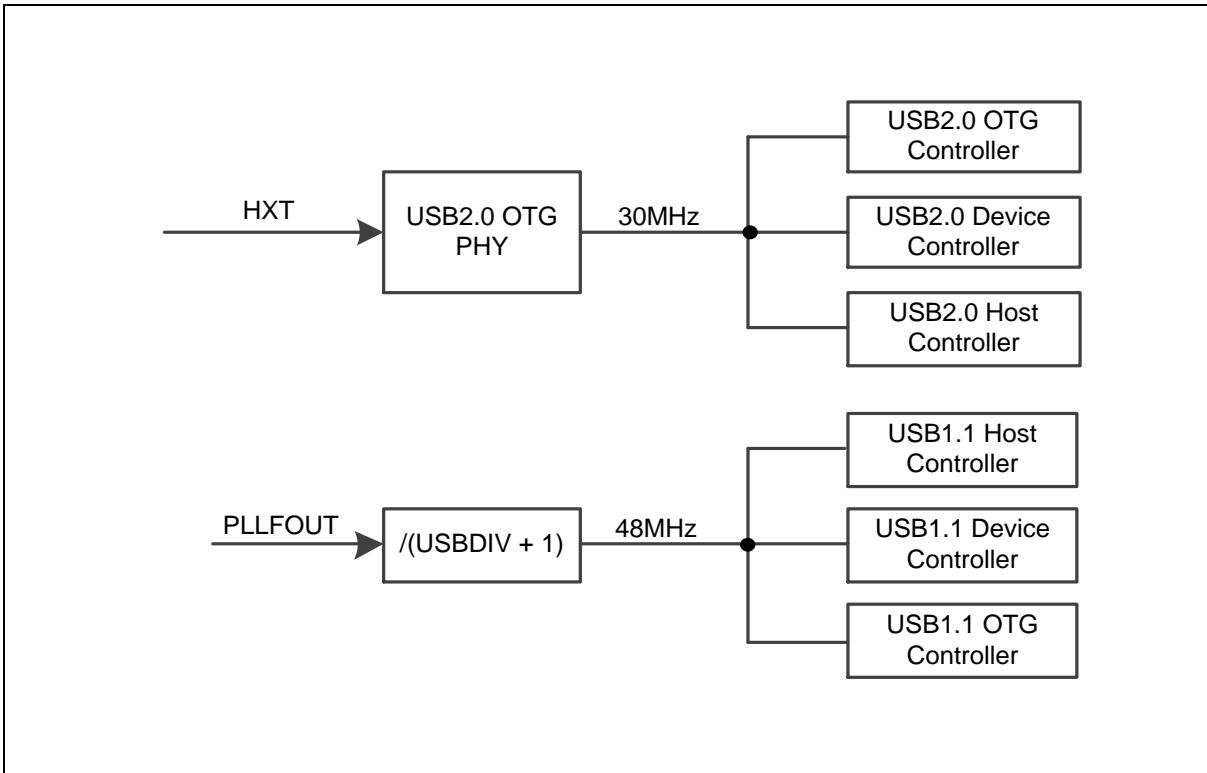 USB2.0 OTG
Controller
HXT
USB2.0 OTG
PHY
30MHz
USB2.0 Device
Controller
USB2.0 Host
Controller
USB1.1 Host
Controller
PLLFOUT
/(USBDIV + 1)
48MHz
USB1.1 Device
Controller
USB1.1 OTG
Controller